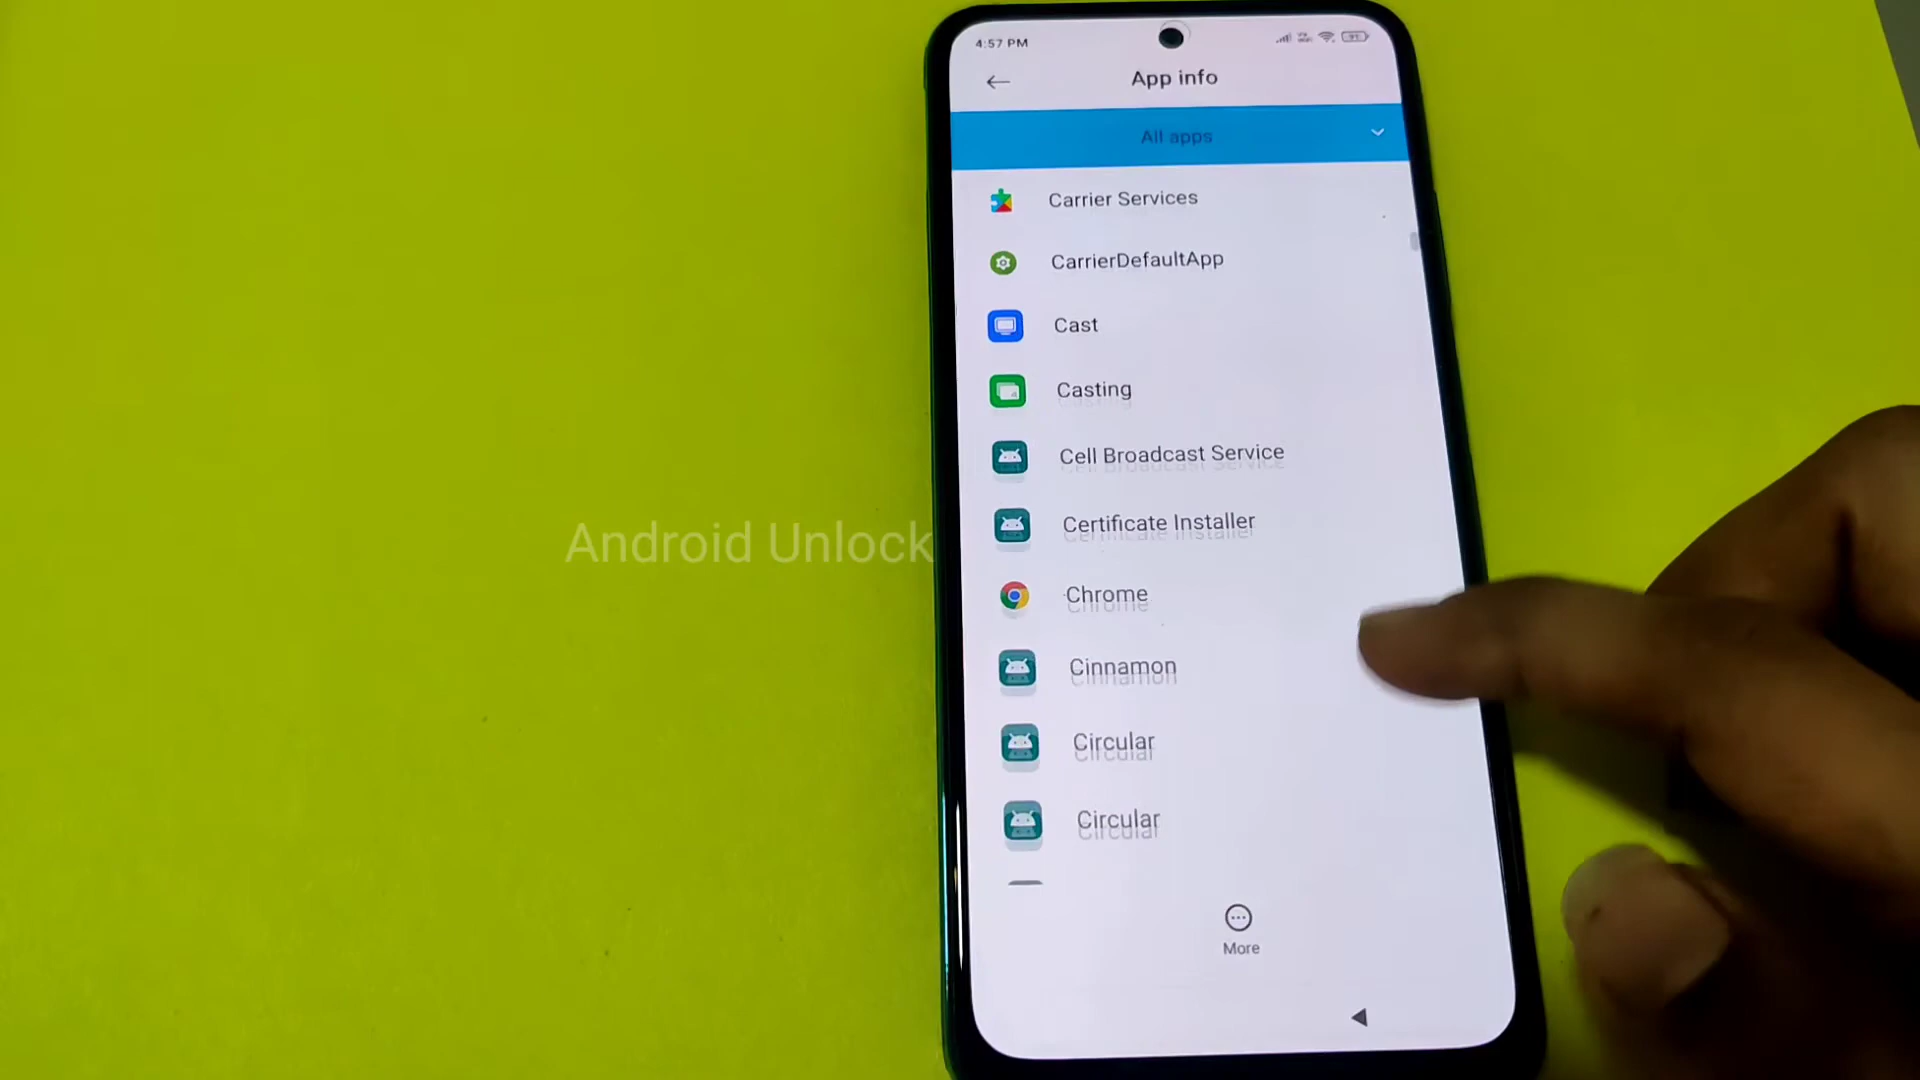 4:57 PM
91
App info
All apps
Carrier Services
CarrierDefaultApp
Cast
Casting
Cell Broadcast Service
Certificate Installer
Android Unlock
Chrome
Cinnamon
Circular
Circular
More